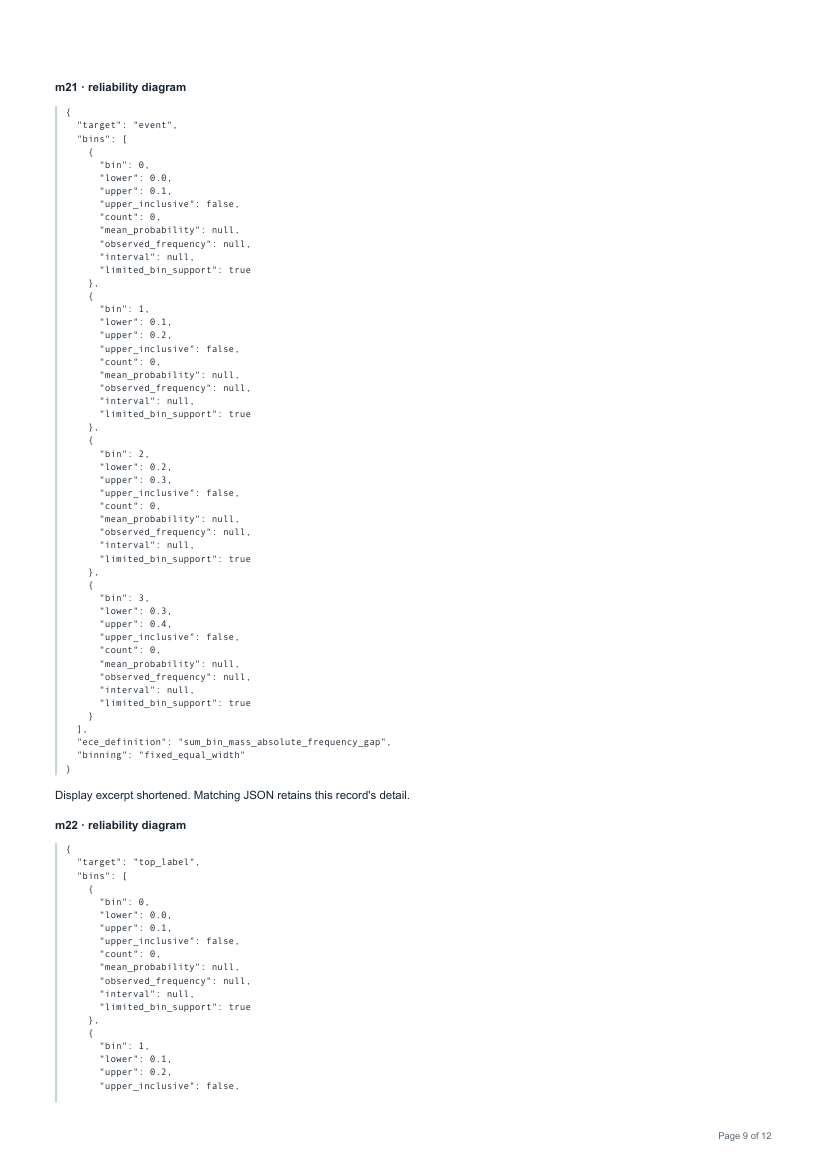 m21 · reliability diagram
{
  "target": "event",
  "bins": [
    {
      "bin": 0,
      "lower": 0.0,
      "upper": 0.1,
      "upper_inclusive": false,
      "count": 0,
      "mean_probability": null,
      "observed_frequency": null,
      "interval": null,
      "limited_bin_support": true
    },
    {
      "bin": 1,
      "lower": 0.1,
      "upper": 0.2,
      "upper_inclusive": false,
      "count": 0,
      "mean_probability": null,
      "observed_frequency": null,
      "interval": null,
      "limited_bin_support": true
    },
    {
      "bin": 2,
      "lower": 0.2,
      "upper": 0.3,
      "upper_inclusive": false,
      "count": 0,
      "mean_probability": null,
      "observed_frequency": null,
      "interval": null,
      "limited_bin_support": true
    },
    {
      "bin": 3,
      "lower": 0.3,
      "upper": 0.4,
      "upper_inclusive": false,
      "count": 0,
      "mean_probability": null,
      "observed_frequency": null,
      "interval": null,
      "limited_bin_support": true
    }
  ],
  "ece_definition": "sum_bin_mass_absolute_frequency_gap",
  "binning": "fixed_equal_width"
}
Display excerpt shortened. Matching JSON retains this record's detail.
m22 · reliability diagram
{
  "target": "top_label",
  "bins": [
    {
      "bin": 0,
      "lower": 0.0,
      "upper": 0.1,
      "upper_inclusive": false,
      "count": 0,
      "mean_probability": null,
      "observed_frequency": null,
      "interval": null,
      "limited_bin_support": true
    },
    {
      "bin": 1,
      "lower": 0.1,
      "upper": 0.2,
      "upper_inclusive": false,
Page 9 of 12